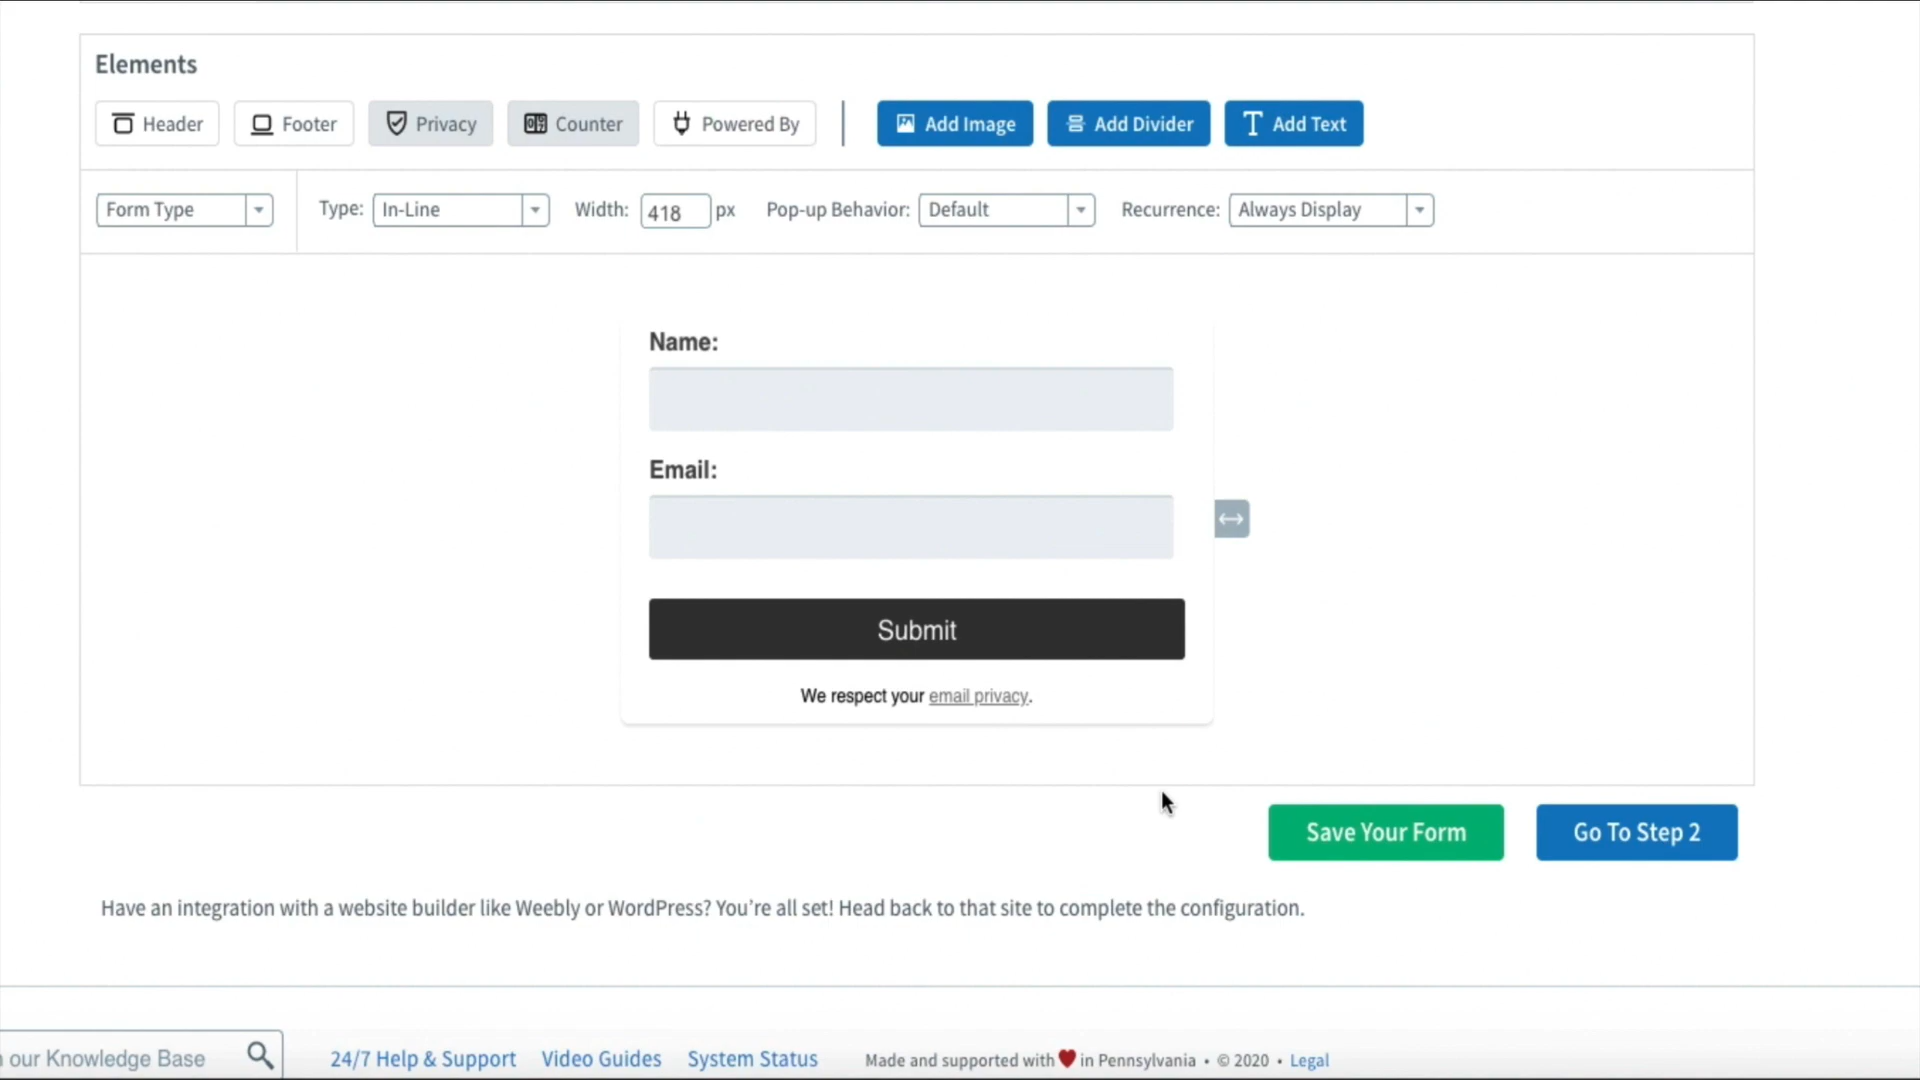 Elements
Header Footer Privacy Counter Powered By Add Image Add Divider Add Text
Form Type Type: In-Line Width: 418 px Pop-up Behavior: Default Recurrence: Always Display
Name:
Email:
Submit
We respect your email privacy.
Save Your Form Go To Step 2
Have an integration with a website builder like Weebly or WordPress? You're all set! Head back to that site to complete the configuration.
our Knowledge Base 24/7 Help & Support Video Guides System Status Made and supported with ❤ in Pennsylvania • © 2020 • Legal